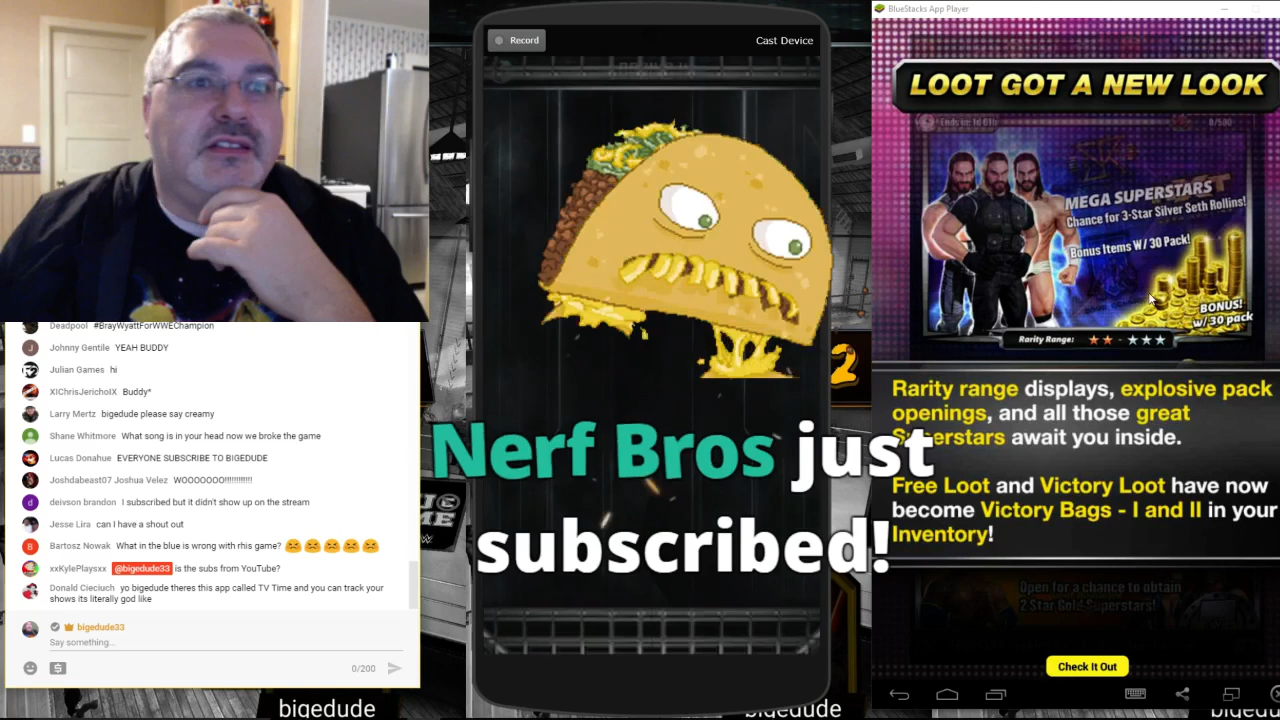 Deadpool #BrayWyattForWWEChampion
Johnny Gentile YEAH BUDDY
Julian Games hi
XIChrisJerichoIX Buddy*
Larry Mertz bigedude please say creamy
Shane Whitmore What song is in your head now we broke the game
Lucas Donahue EVERYONE SUBSCRIBE TO BIGEDUDE
Joshdabeast07 Joshua Velez WOOOOOOO!!!!!!!!!!!!
deivson brandon I subscribed but it didn't show up on the stream
Jesse Lira can I have a shout out
Bartosz Nowak What in the blue is wrong with rhis game?
xxKylePlaysxx @bigedude33 is the subs from YouTube?
Donald Cieciuch yo bigedude theres this app called TV Time and you can track your
shows its literally god like
bigedude33
Say something...
0/200
bigedude
Record
Cast Device
Nerf Bros just
subscribed!
2
bigedude
BlueStacks App Player
LOOT GOT A NEW LOOK
Ends in: 1d 01h
0/500
MEGA SUPERSTARS
Chance for 3-Star Silver Seth Rollins!
Bonus Items W/ 30 Pack!
BONUS!
w/ 30 pack
Rarity Range: -
Rarity range displays, explosive pack
openings, and all those great
Superstars await you inside.
Free Loot and Victory Loot have now
become Victory Bags - I and II in your
Inventory!
Open for a chance to obtain
2 Star Gold Superstars!
Check It Out